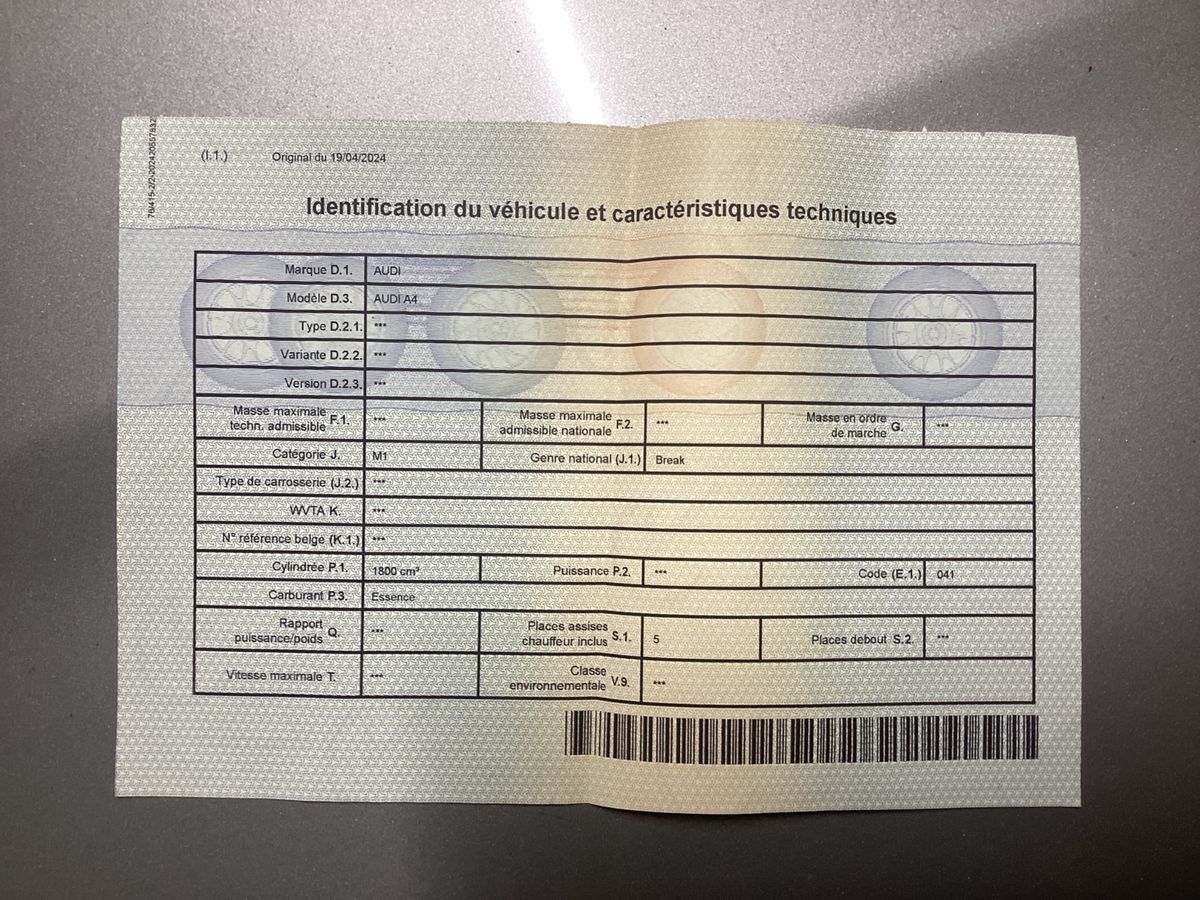 78415-2/2-20242055763?
(I.1.) Original du 19/04/2024
Identification du véhicule et caractéristiques techniques
Marque D.1. AUDI
Modèle D.3. AUDI A4
Type D.2.1. ***
Variante D.2.2. ***
Version D.2.3. ***
Masse maximale techn. admissible F.1. *** Masse maximale admissible nationale F.2. *** Masse en ordre de marche G. ***
Catégorie J. M1 Genre national (J.1.) Break
Type de carrosserie (J.2.) ***
WVTA K. ***
N° référence belge (K.1.) ***
Cylindrée P.1. 1800 cm³ Puissance P.2. *** Code (E.1.) 041
Carburant P.3. Essence
Rapport puissance/poids Q. *** Places assises chauffeur inclus S.1. 5 Places debout S.2. ***
Vitesse maximale T. *** Classe environnementale V.9. ***